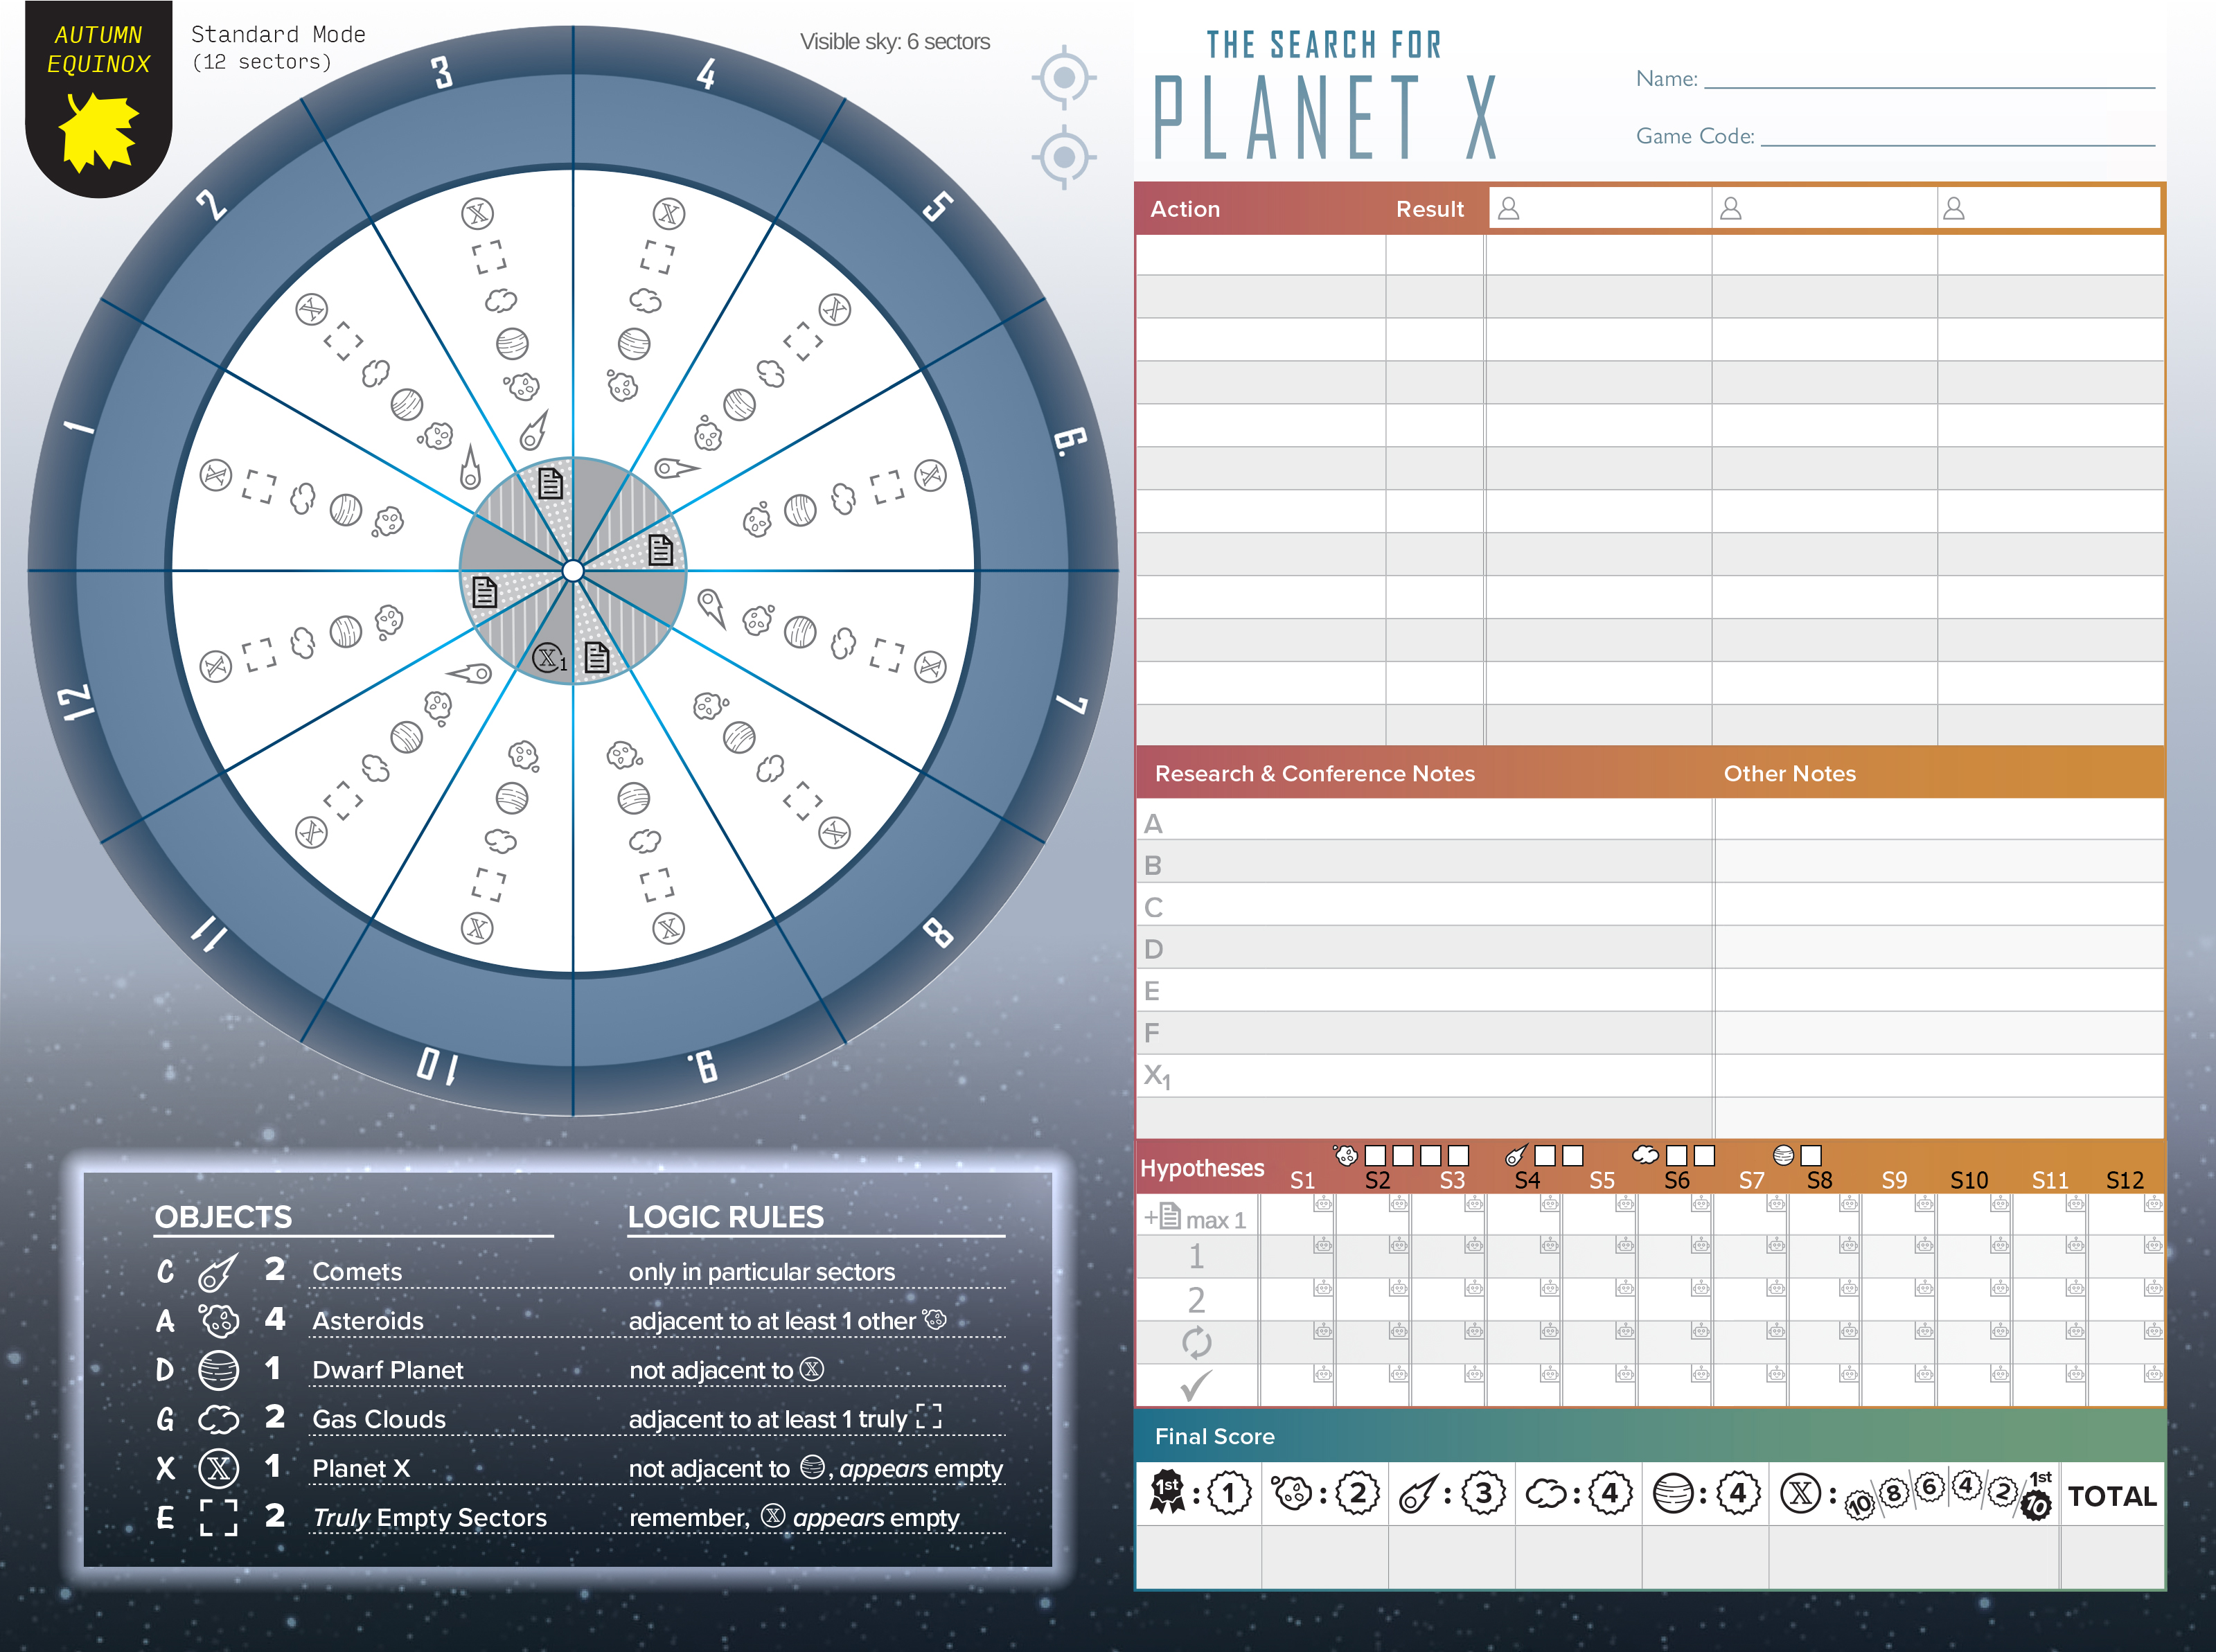 AUTUMN
EQUINOX
Standard Mode
(12 sectors)
Visible sky: 6 sectors
1
2
3
4
5
6.
7
8
9.
10
11
12
X1
OBJECTS
LOGIC RULES
C 2 Comets only in particular sectors
A 4 Asteroids adjacent to at least 1 other
D 1 Dwarf Planet not adjacent to X
G 2 Gas Clouds adjacent to at least 1 truly
X 1 Planet X not adjacent to , appears empty
E 2 Truly Empty Sectors remember, X appears empty
THE SEARCH FOR
PLANET X
Name:
Game Code:
Action Result
Research & Conference Notes Other Notes
A
B
C
D
E
F
X1
Hypotheses
S1 S2 S3 S4 S5 S6 S7 S8 S9 S10 S11 S12
+ max 1
1
2
Final Score
1st : 1 : 2 : 3 : 4 : 4 X : 10 / 8 / 6 / 4 / 2 / 1st 10 TOTAL